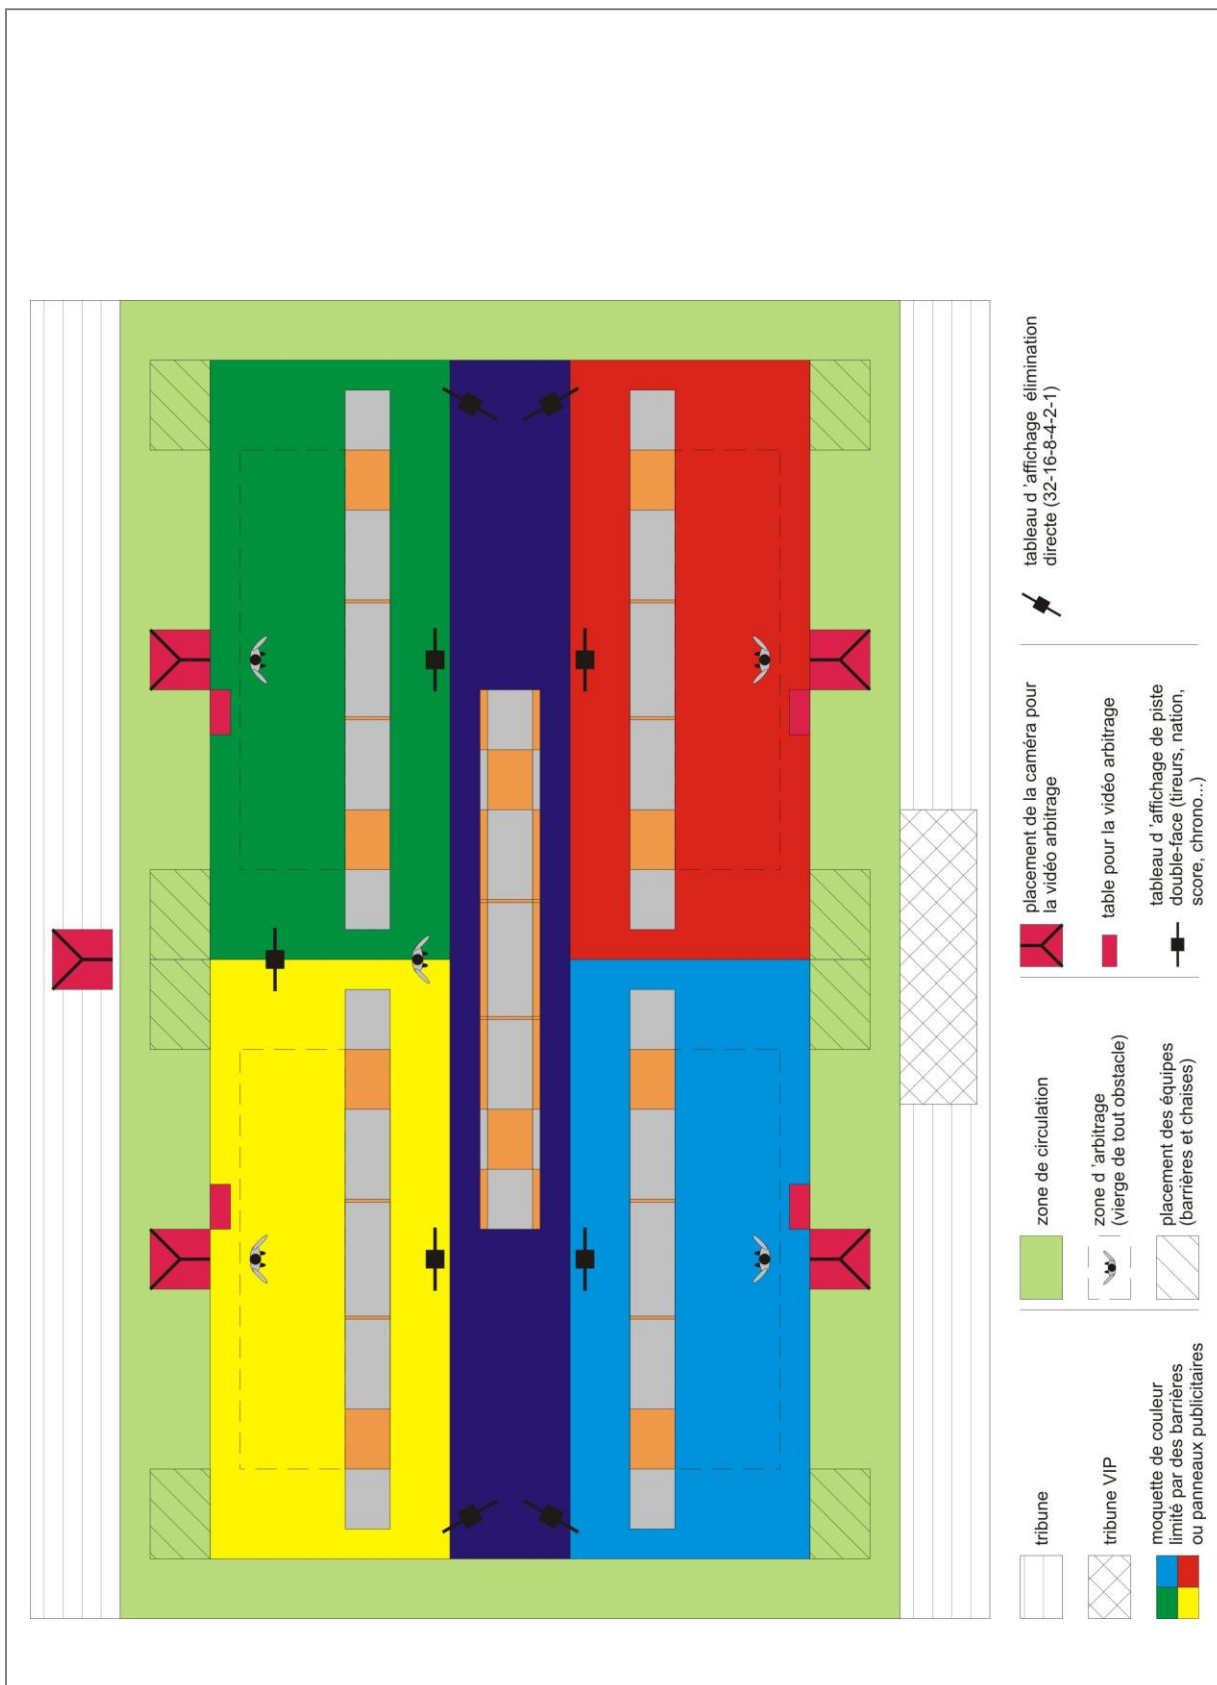 tribune
tribune VIP
moquette de couleur
limité par des barrières
ou panneaux publicitaires
zone de circulation
zone d 'arbitrage
(vierge de tout obstacle)
placement des équipes
(barrières et chaises)
placement de la caméra pour
la vidéo arbitrage
table pour la vidéo arbitrage
tableau d 'affichage de piste
double-face (tireurs, nation,
score, chrono...)
tableau d 'affichage élimination
directe (32-16-8-4-2-1)